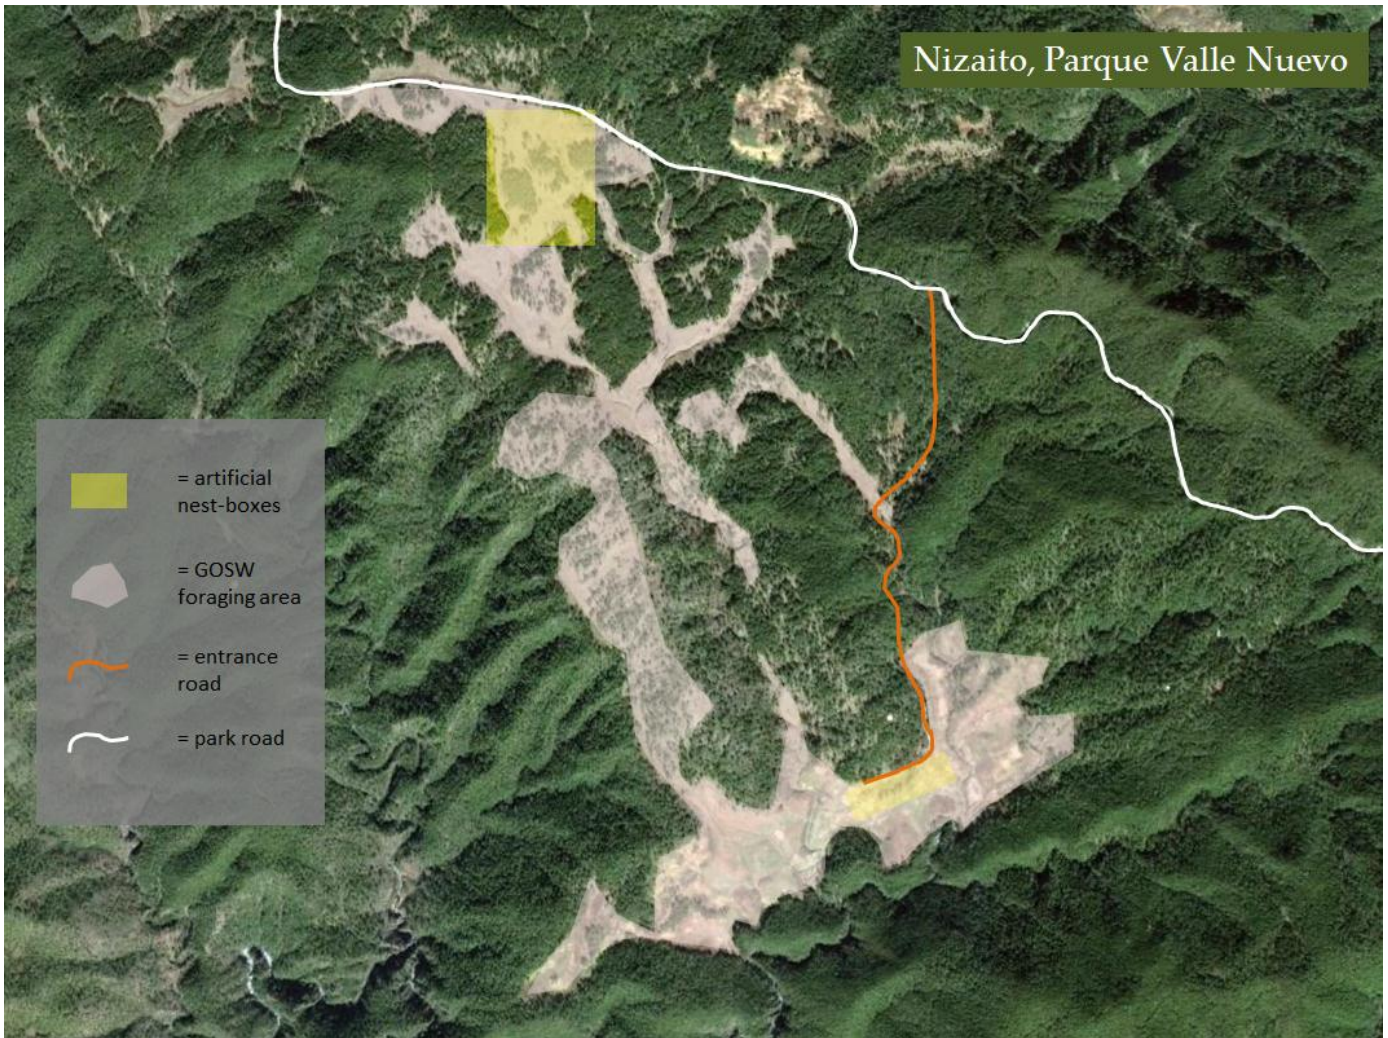 Nizaito, Parque Valle Nuevo
= artificial
nest-boxes
= GOSW
foraging area
= entrance
road
= park road